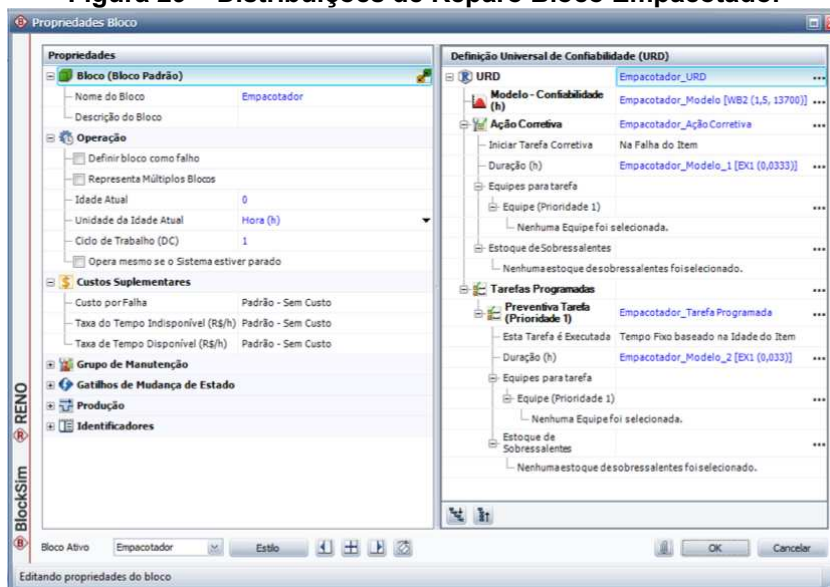 Figura 29 – Distribuições de Reparo Bloco Empacotador
Propriedades Bloco
Propriedades
Bloco (Bloco Padrão)
Nome do Bloco Empacotador
Descrição do Bloco
Operação
Definir bloco como falho
Representa Múltiplos Blocos
Idade Atual 0
Unidade da Idade Atual Hora (h)
Ciclo de Trabalho (DC) 1
Opera mesmo se o Sistema estiver parado
Custos Suplementares
Custo por Falha Padrão - Sem Custo
Taxa do Tempo Indisponível (R$/h) Padrão - Sem Custo
Taxa de Tempo Disponível (R$/h) Padrão - Sem Custo
Grupo de Manutenção
Gatilhos de Mudança de Estado
Produção
Identificadores
Definição Universal de Confiabilidade (URD)
URD Empacotador_URD ...
Modelo - Confiabilidade (h) Empacotador_Modelo [WB2 (1,5, 13700)] ...
Ação Corretiva Empacotador_Ação Corretiva ...
Iniciar Tarefa Corretiva Na Falha do Item
Duração (h) Empacotador_Modelo_1 [EX1 (0,0333)] ...
Equipes para tarefa
Equipe (Prioridade 1) ...
Nenhuma Equipe foi selecionada.
Estoque de Sobressalentes ...
Nenhuma estoque de sobressalentes foi selecionado.
Tarefas Programadas ...
Preventiva Tarefa (Prioridade 1) Empacotador_Tarefa Programada ...
Esta Tarefa é Executada Tempo Fixo baseado na Idade do Item
Duração (h) Empacotador_Modelo_2 [EX1 (0,033)] ...
Equipes para tarefa
Equipe (Prioridade 1) ...
Nenhuma Equipe foi selecionada.
Estoque de Sobressalentes ...
Nenhuma estoque de sobressalentes foi selecionado.
BlockSim RENO
Bloco Ativo Empacotador Estilo OK Cancelar
Editando propriedades do bloco